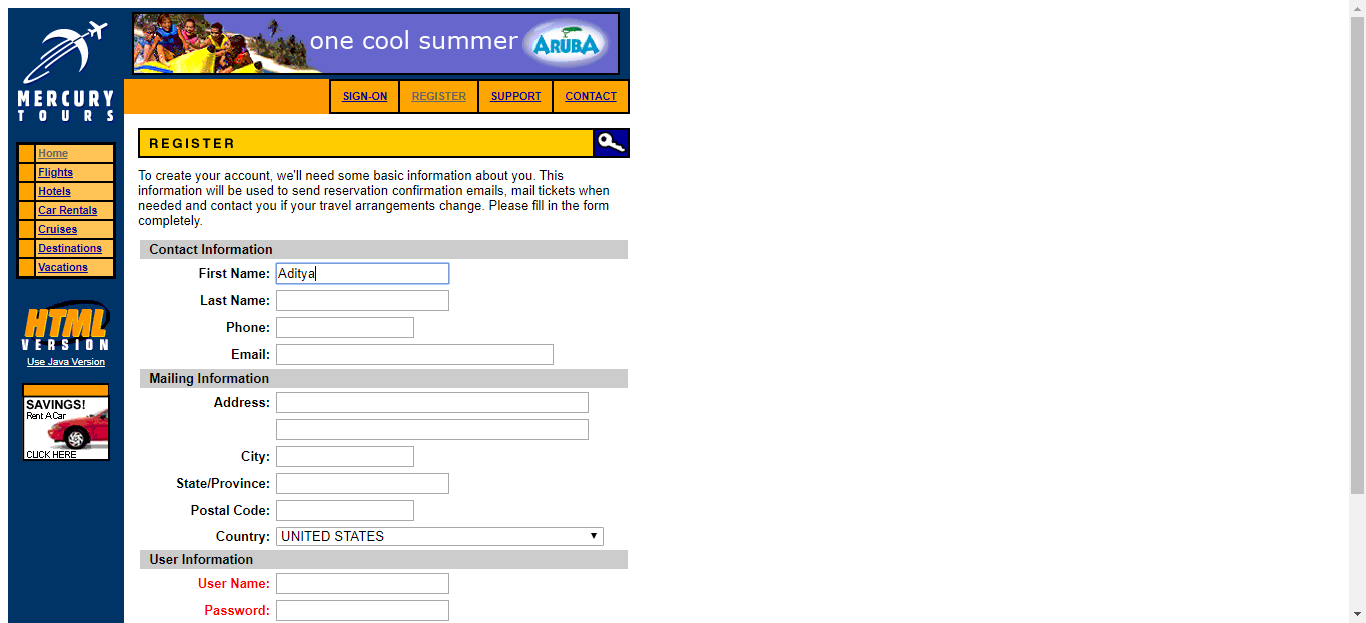 one cool summer
ARUBA
MERCURY
TOURS
SIGN-ON
REGISTER
SUPPORT
CONTACT
Home
Flights
Hotels
Car Rentals
Cruises
Destinations
Vacations
HTML
VERSION
Use Java Version
SAVINGS!
Rent A Car
CLICK HERE
REGISTER
To create your account, we'll need some basic information about you. This
information will be used to send reservation confirmation emails, mail tickets when
needed and contact you if your travel arrangements change. Please fill in the form
completely.
Contact Information
First Name: Aditya
Last Name:
Phone:
Email:
Mailing Information
Address:
City:
State/Province:
Postal Code:
Country: UNITED STATES
User Information
User Name:
Password: